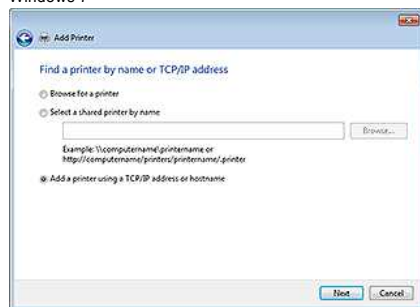 Add Printer
Find a printer by name or TCP/IP address
Browse for a printer
Select a shared printer by name
Browse...
Example: \\computername\printername or
http://computername/printers/printername/.printer
Add a printer using a TCP/IP address or hostname
Next
Cancel